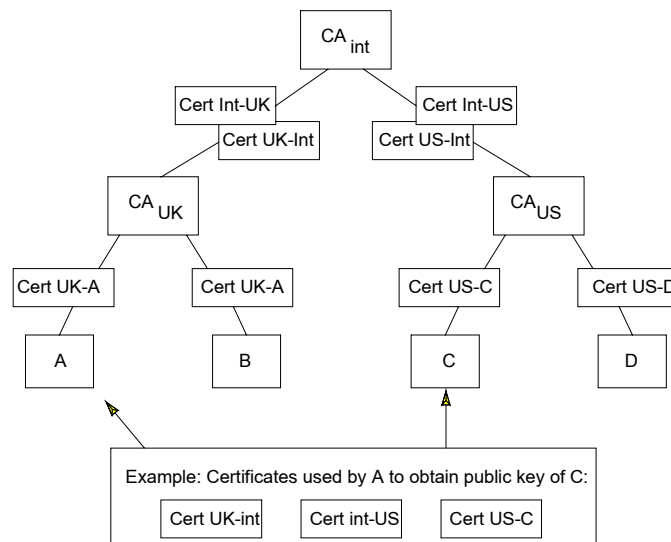 CA int
Cert Int-UK
Cert Int-US
Cert UK-Int
Cert US-Int
CA UK
CA US
Cert UK-A
Cert UK-A
Cert US-C
Cert US-D
A
B
C
D
Example: Certificates used by A to obtain public key of C:
Cert UK-int
Cert int-US
Cert US-C